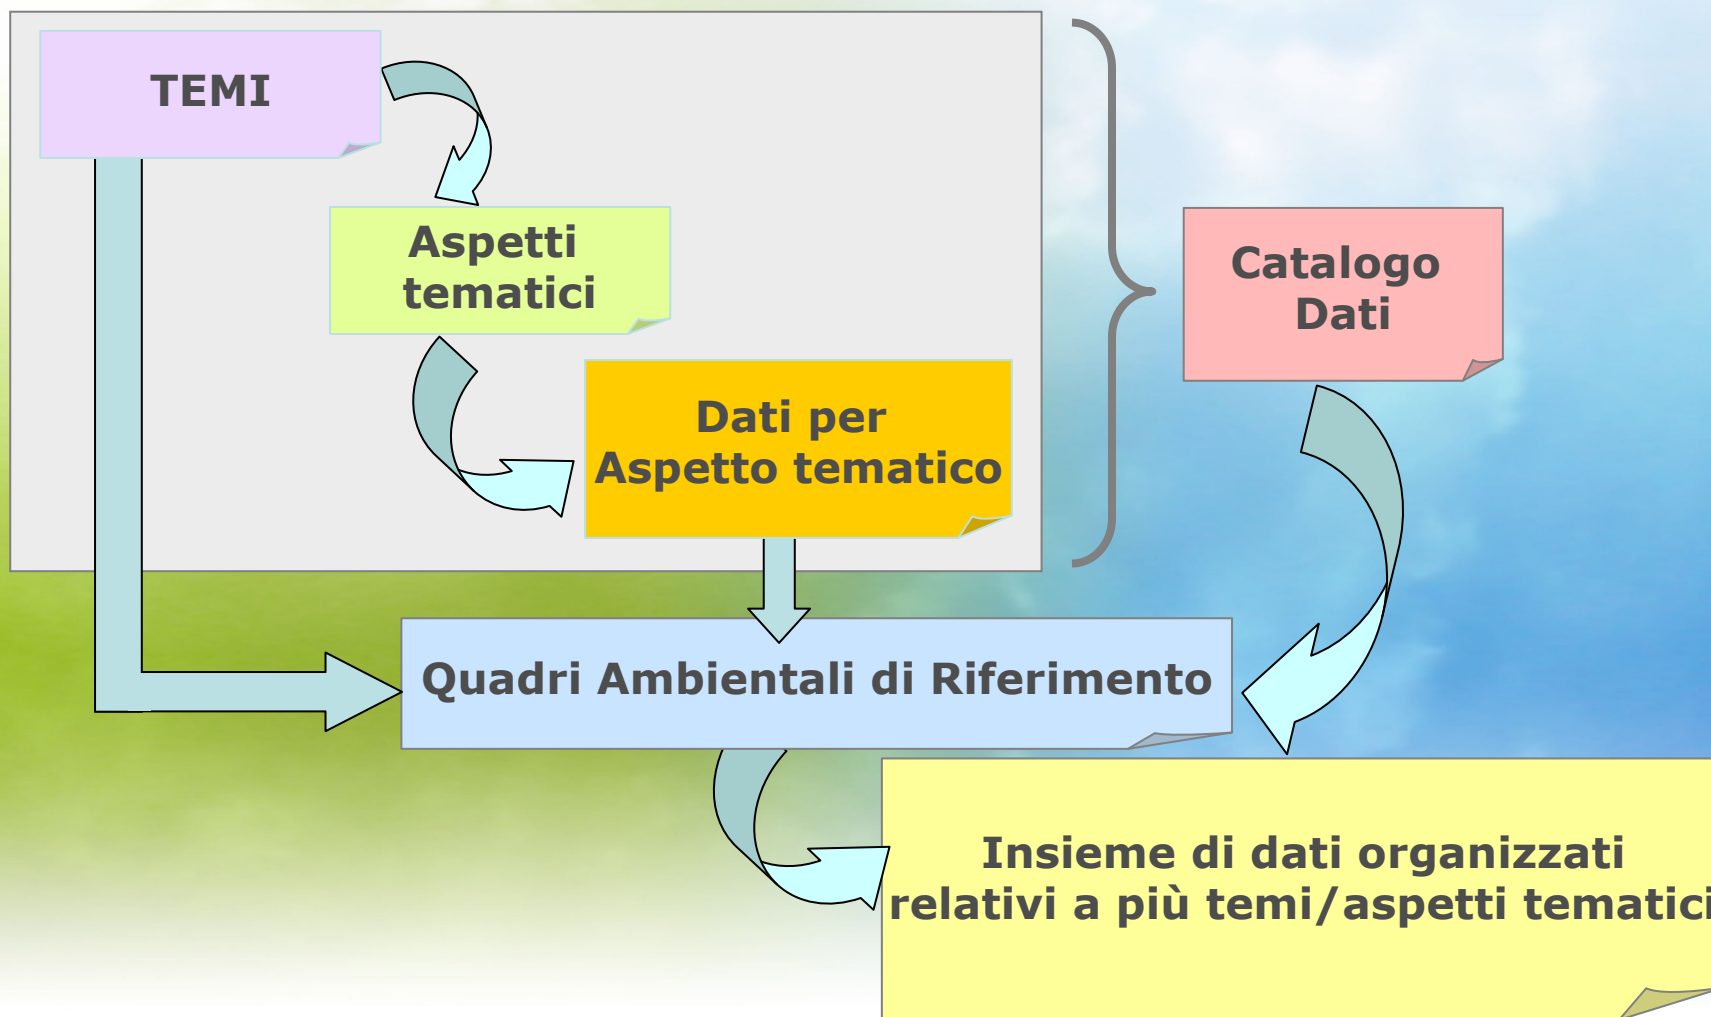 TEMI
Aspetti
tematici
Catalogo
Dati
Dati per
Aspetto tematico
Quadri Ambientali di Riferimento
Insieme di dati organizzati
relativi a più temi/aspetti tematici